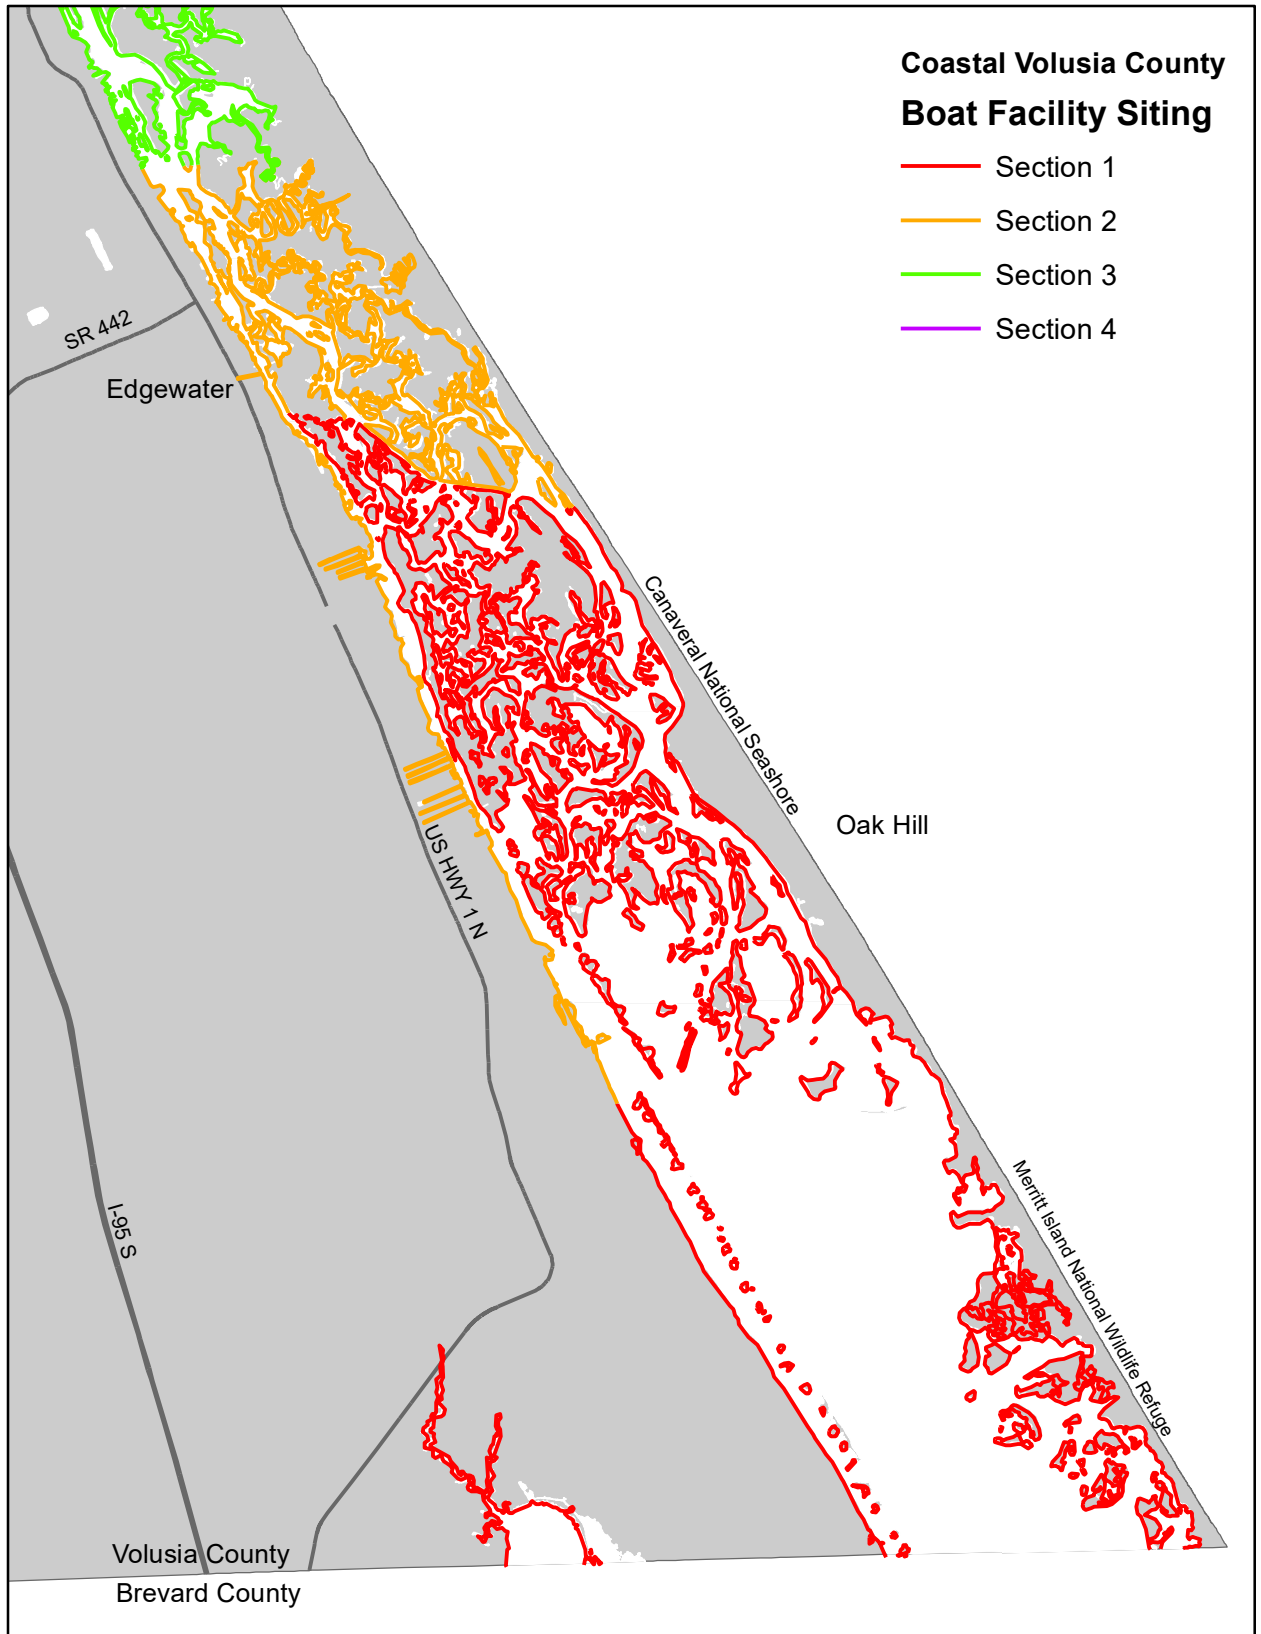 Coastal Volusia County
Boat Facility Siting
Section 1
Section 2
Section 3
Section 4
SR 442
Edgewater
Canaveral National Seashore
Oak Hill
US HWY 1 N
Merritt Island National Wildlife Refuge
I-95 S
Volusia County
Brevard County